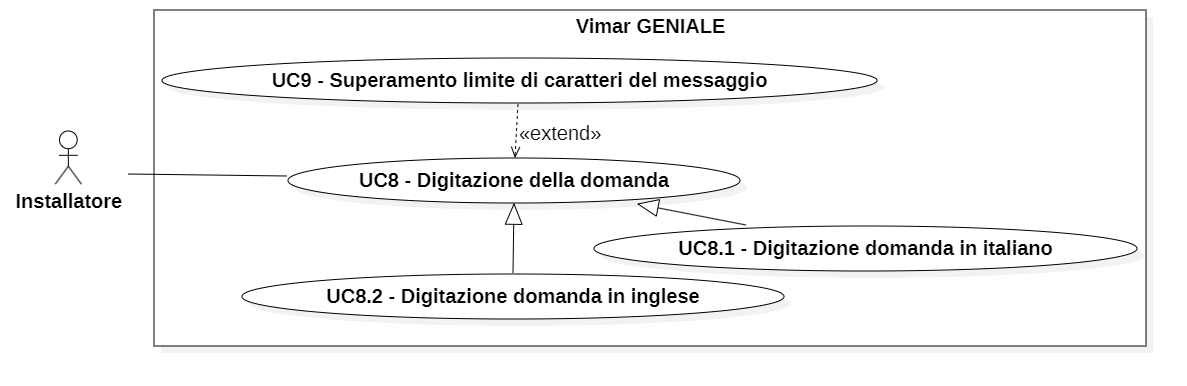 Vimar GENIALE
UC9 - Superamento limite di caratteri del messaggio
«extend»
UC8 - Digitazione della domanda
Installatore
UC8.1 - Digitazione domanda in italiano
UC8.2 - Digitazione domanda in inglese